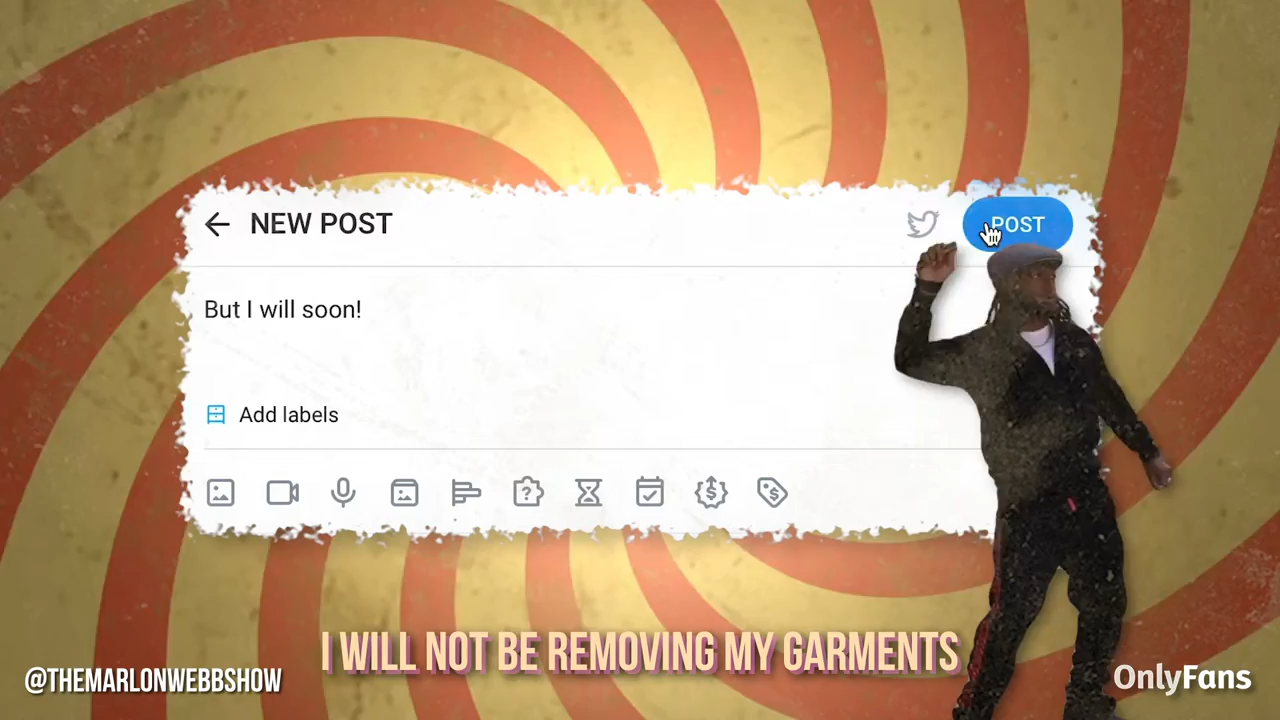 NEW POST
POST
But I will soon!
Add labels
I WILL NOT BE REMOVING MY GARMENTS
@THEMARLONWEBBSHOW
OnlyFans